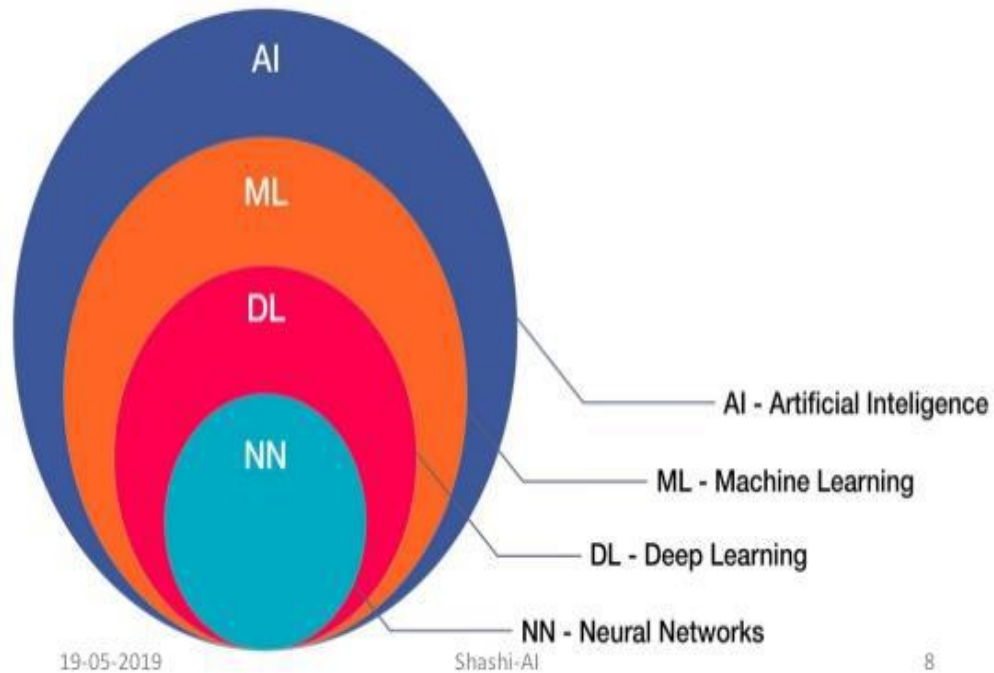 AI
ML
DL
NN
AI - Artificial Inteligence
ML - Machine Learning
DL - Deep Learning
NN - Neural Networks
19-05-2019
Shashi-AI
8